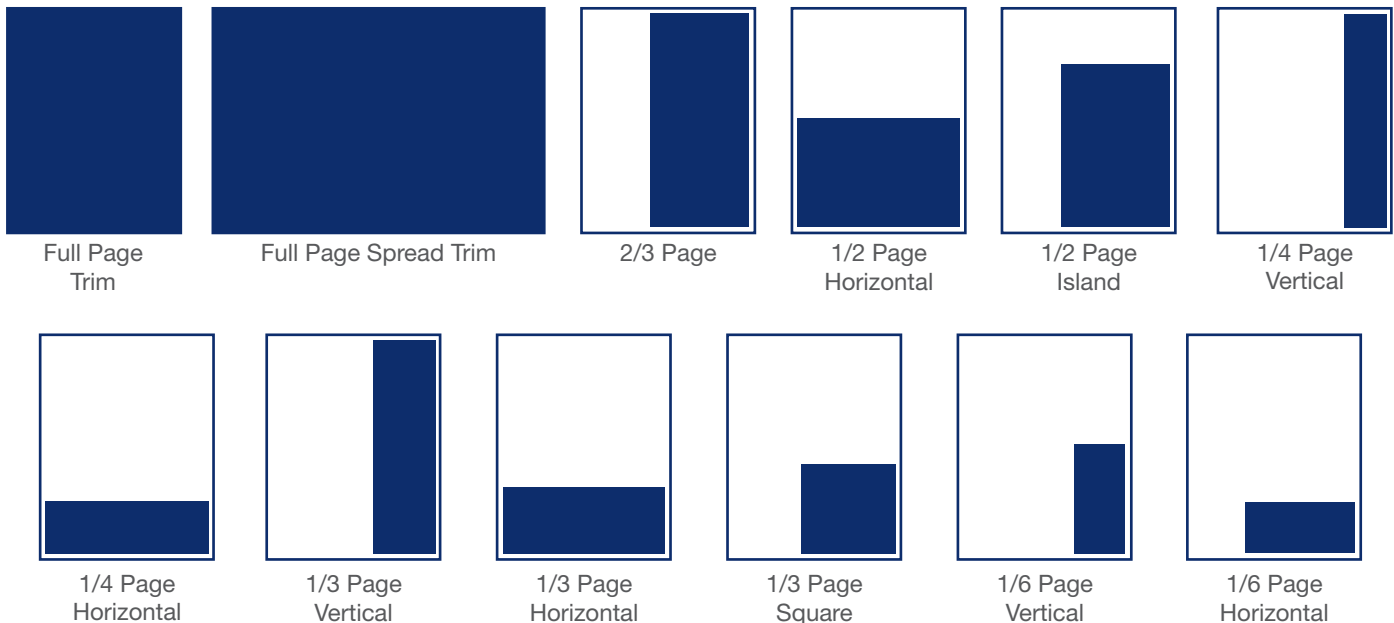 Full Page
Trim
Full Page Spread Trim
2/3 Page
1/2 Page
Horizontal
1/2 Page
Island
1/4 Page
Vertical
1/4 Page
Horizontal
1/3 Page
Vertical
1/3 Page
Horizontal
1/3 Page
Square
1/6 Page
Vertical
1/6 Page
Horizontal